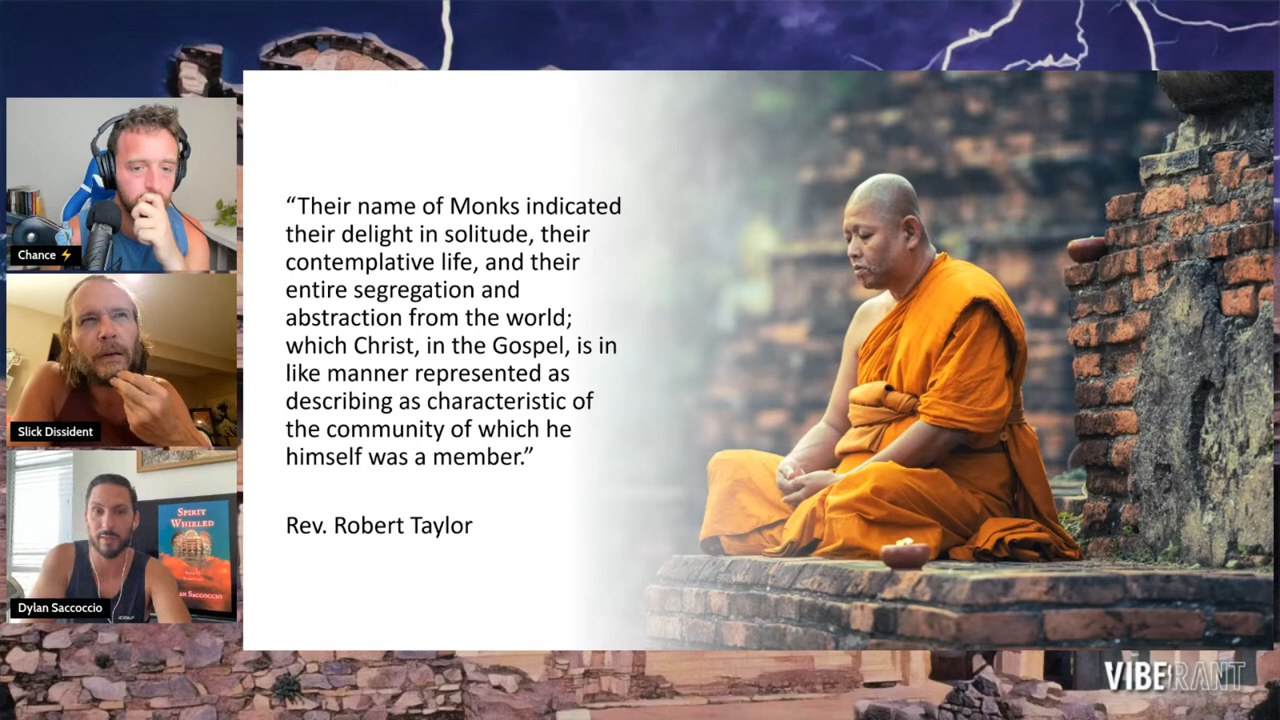 Chance ⚡
Slick Dissident
SPIRIT
WHIRLED
DYLAN SACCOCCIO
Dylan Saccoccio
“Their name of Monks indicated
their delight in solitude, their
contemplative life, and their
entire segregation and
abstraction from the world;
which Christ, in the Gospel, is in
like manner represented as
describing as characteristic of
the community of which he
himself was a member.”
Rev. Robert Taylor
VIBERANT